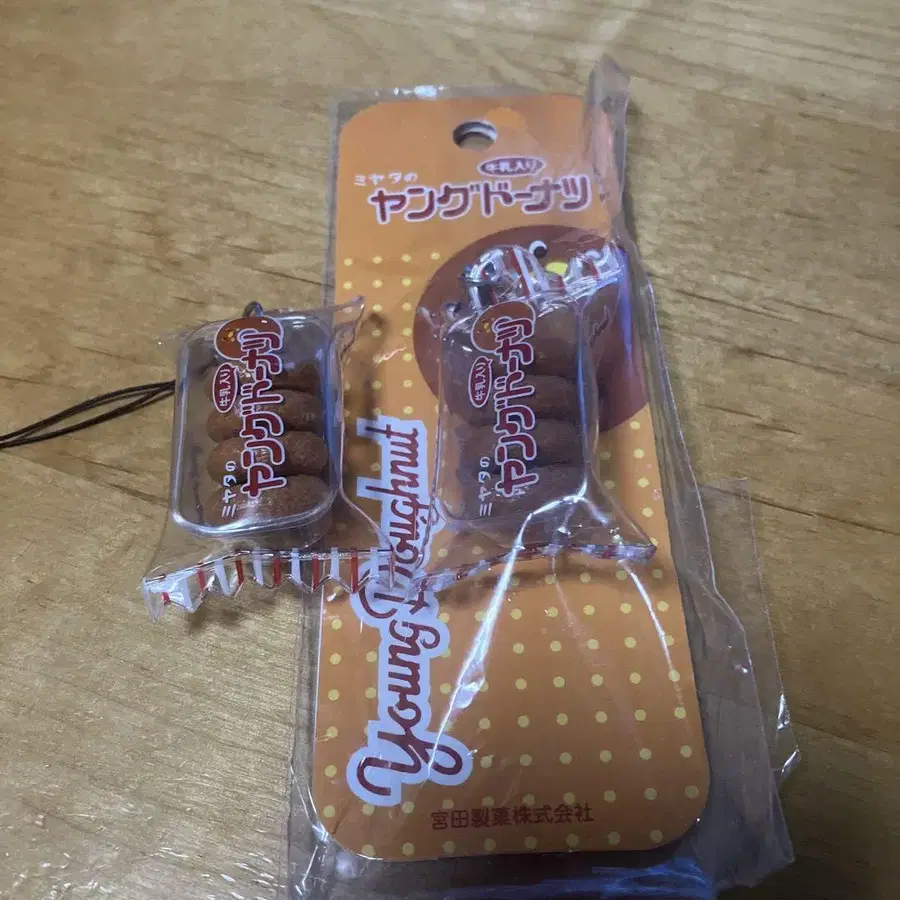 牛乳入り
ミヤタの
ヤングドーナツ
牛乳入り
ミヤタの
ヤングドーナツ
牛乳入り
ミヤタの
ヤングドーナツ
Young Doughnut
宮田製菓株式会社